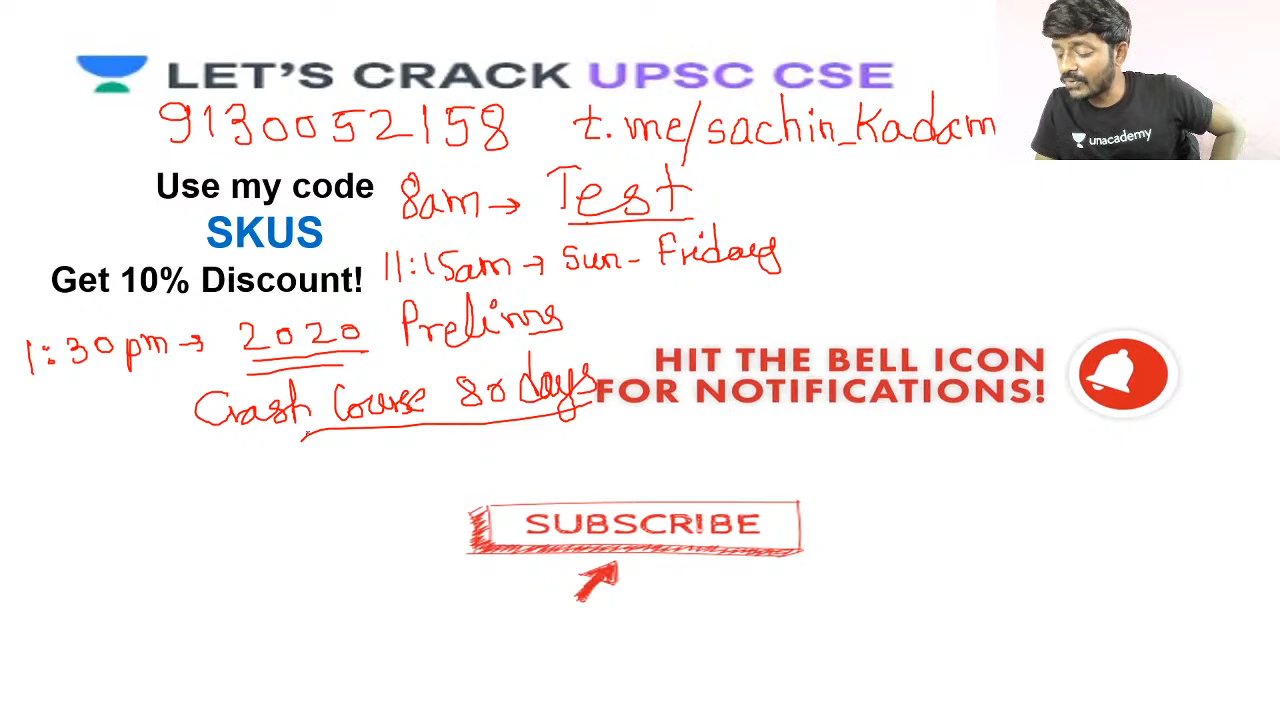 LET'S CRACK UPSC CSE
9130052158 t.me/sachin_Kadam
unacademy
Use my code
SKUS
Get 10% Discount!
8am → Test
11:15am → Sun - Friday
1:30pm → 2020 Prelims
Crash Course 80 days
HIT THE BELL ICON
FOR NOTIFICATIONS!
SUBSCRIBE